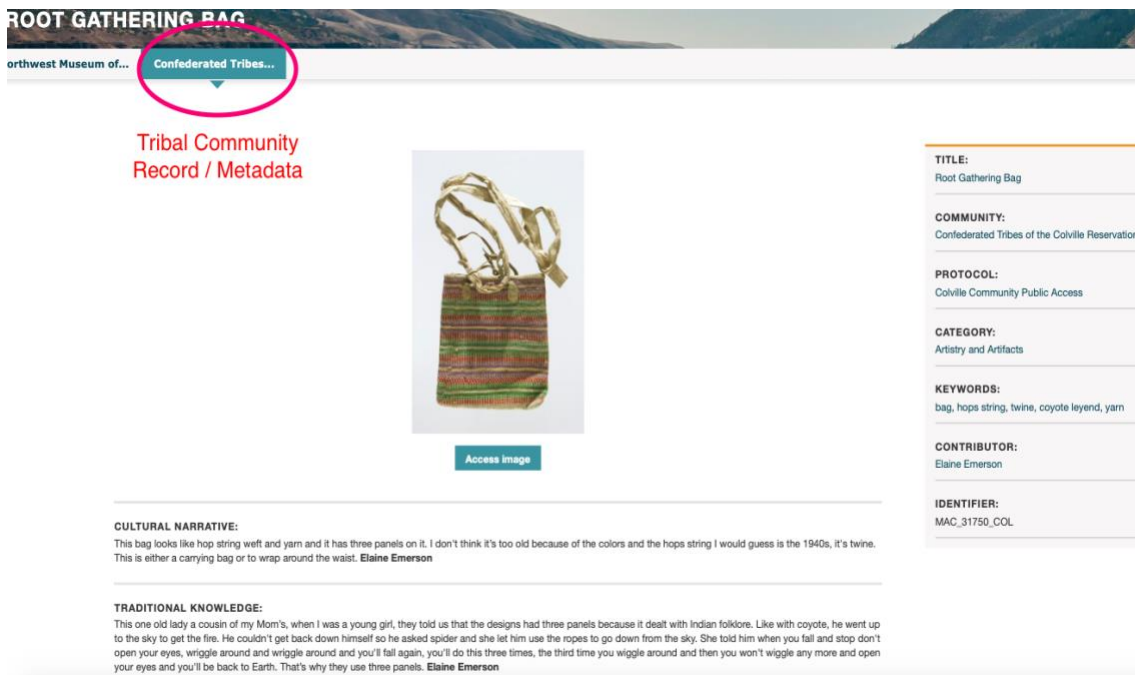 ROOT GATHERING BAG
orthwest Museum of...
Confederated Tribes...
Tribal Community
Record / Metadata
Access image
TITLE:
Root Gathering Bag
COMMUNITY:
Confederated Tribes of the Colville Reservation
PROTOCOL:
Colville Community Public Access
CATEGORY:
Artistry and Artifacts
KEYWORDS:
bag, hops string, twine, coyote leyend, yarn
CONTRIBUTOR:
Elaine Emerson
IDENTIFIER:
MAC_31750_COL
CULTURAL NARRATIVE:
This bag looks like hop string weft and yarn and it has three panels on it. I don't think it's too old because of the colors and the hops string I would guess is the 1940s, it's twine.
This is either a carrying bag or to wrap around the waist. Elaine Emerson
TRADITIONAL KNOWLEDGE:
This one old lady a cousin of my Mom's, when I was a young girl, they told us that the designs had three panels because it dealt with Indian folklore. Like with coyote, he went up
to the sky to get the fire. He couldn't get back down himself so he asked spider and she let him use the ropes to go down from the sky. She told him when you fall and stop don't
open your eyes, wriggle around and wriggle around and you'll fall again, you'll do this three times, the third time you wiggle around and then you won't wiggle any more and open
your eyes and you'll be back to Earth. That's why they use three panels. Elaine Emerson